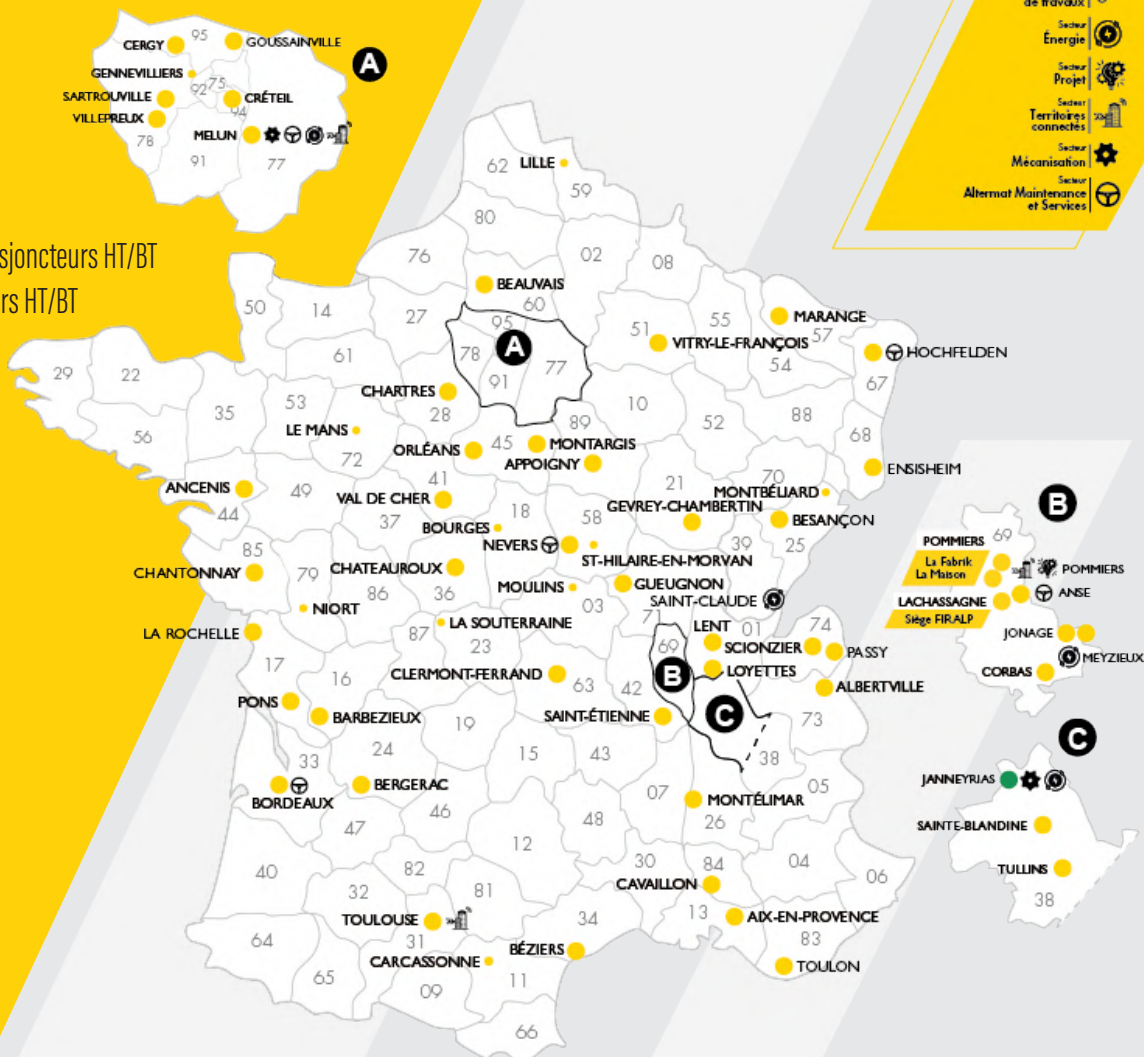 de travaux
Secteur
Énergie
Secteur
Projet
Secteur
Territoires
connectés
Secteur
Mécanisation
Secteur
Altermat Maintenance
et Services
95
CERGY
GOUSSAINVILLE
A
GENNEVILLIERS
92
75
SARTROUVILLE
CRÉTEIL
94
VILLEPREUX
MELUN
78
91
77
sjoncteurs HT/BT
rs HT/BT
62
LILLE
59
80
76
02
08
BEAUVAIS
60
50
14
27
95
A
51
55
MARANGE
57
VITRY-LE-FRANÇOIS
HOCHFELDEN
61
78
77
54
29
22
91
67
CHARTRES
53
35
28
10
52
88
LE MANS
89
56
72
ORLÉANS
45
MONTARGIS
68
APPOIGNY
ENSISHEIM
41
70
ANCENIS
49
VAL DE CHER
21
MONTBÉLIARD
44
37
18
58
GEVREY-CHAMBERTIN
BOURGES
BESANÇON
NEVERS
39
25
85
ST-HILAIRE-EN-MORVAN
CHANTONNAY
79
CHATEAUROUX
86
36
MOULINS
GUEUGNON
03
SAINT-CLAUDE
NIORT
71
LA SOUTERRAINE
LENT
01
74
LA ROCHELLE
87
23
69
SCIONZIER
PASSY
17
16
CLERMONT-FERRAND
63
42
B
LOYETTES
ALBERTVILLE
PONS
BARBEZIEUX
19
SAINT-ÉTIENNE
C
73
24
15
43
38
33
BERGERAC
05
BORDEAUX
46
07
MONTÉLIMAR
47
48
26
12
40
82
30
84
04
06
32
81
CAVAILLON
TOULOUSE
34
13
AIX-EN-PROVENCE
64
31
BÉZIERS
83
CARCASSONNE
TOULON
65
09
11
66
B
POMMIERS
69
La Fabrik
La Maison
POMMIERS
ANSE
LACHASSAGNE
Siège FIRALP
JONAGE
MEYZIEUX
CORBAS
C
JANNEYRIAS
SAINTE-BLANDINE
TULLINS
38